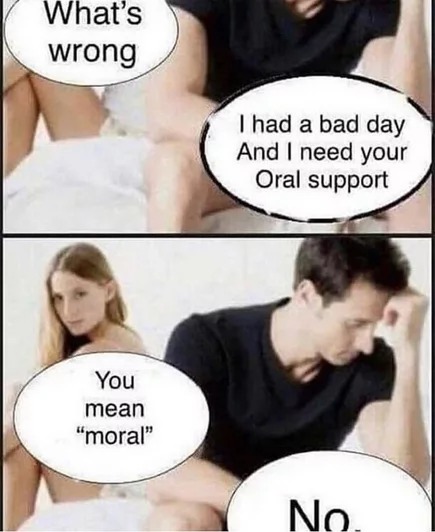 What's
wrong
I had a bad day
And I need your
Oral support
You
mean
“moral”
No.